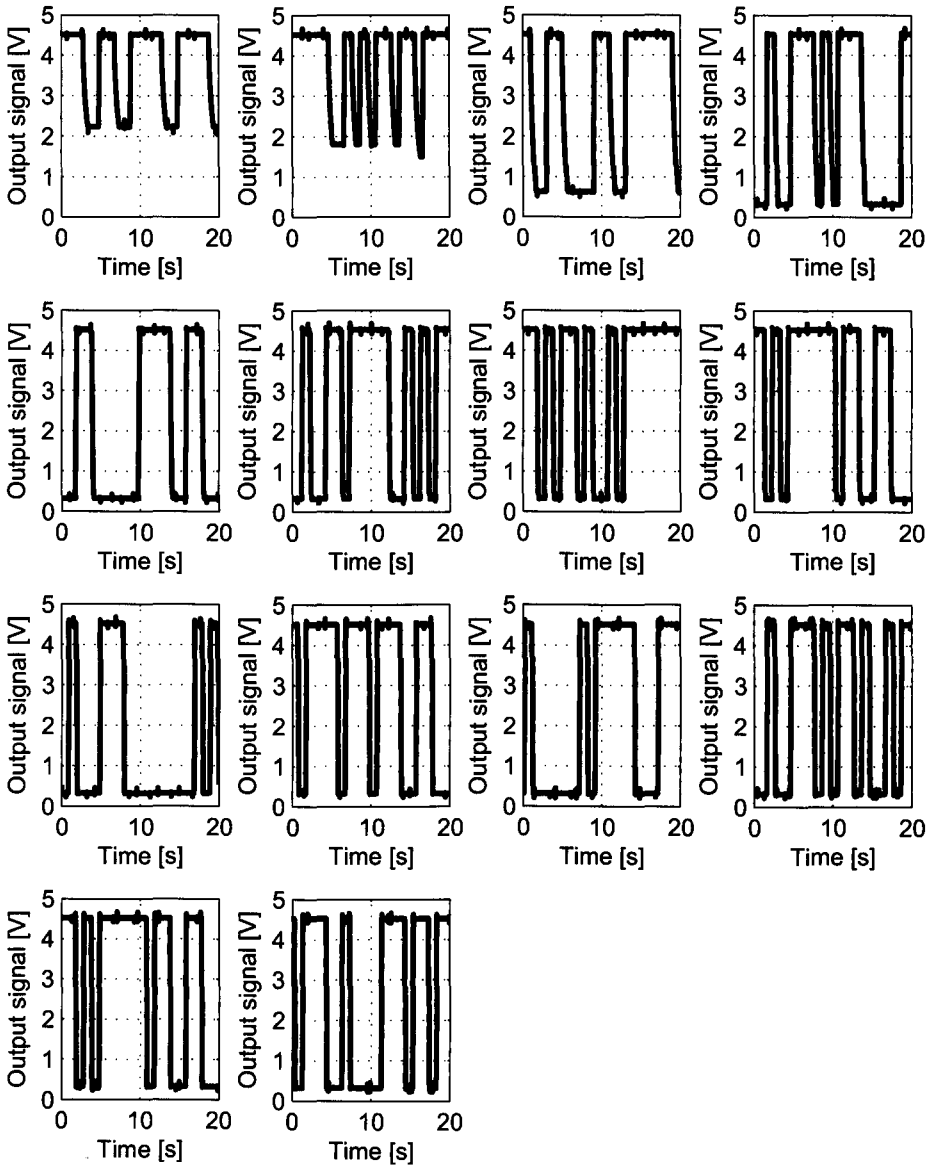 5 5 5 5
4 4 4 4
3 3 3 3
2 2 2 2
1 1 1 1
0 0 0 0
Output signal [V] Output signal [V] Output signal [V] Output signal [V]
0 10 20 0 10 20 0 10 20 0 10 20
Time [s] Time [s] Time [s] Time [s]
5 5 5 5
4 4 4 4
3 3 3 3
2 2 2 2
1 1 1 1
0 0 0 0
Output signal [V] Output signal [V] Output signal [V] Output signal [V]
0 10 20 0 10 20 0 10 20 0 10 20
Time [s] Time [s] Time [s] Time [s]
5 5 5 5
4 4 4 4
3 3 3 3
2 2 2 2
1 1 1 1
0 0 0 0
Output signal [V] Output signal [V] Output signal [V] Output signal [V]
0 10 20 0 10 20 0 10 20 0 10 20
Time [s] Time [s] Time [s] Time [s]
5 5
4 4
3 3
2 2
1 1
0 0
Output signal [V] Output signal [V]
0 10 20 0 10 20
Time [s] Time [s]